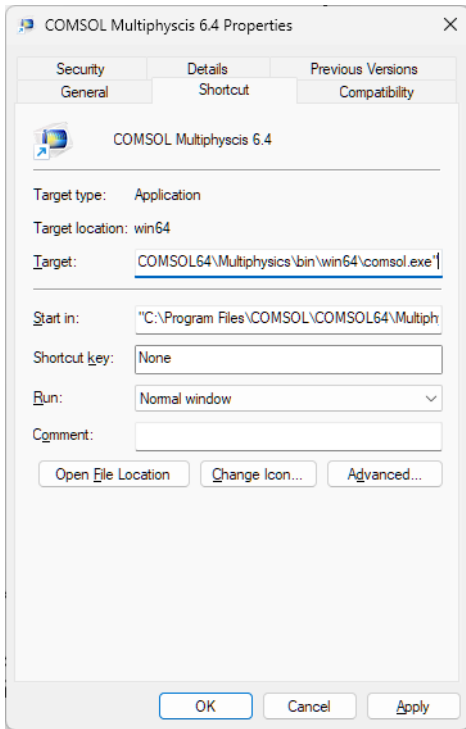 COMSOL Multiphyscis 6.4 Properties
Security Details Previous Versions
General Shortcut Compatibility
COMSOL Multiphyscis 6.4
Target type: Application
Target location: win64
Target: COMSOL64\Multiphysics\bin\win64\comsol.exe"
Start in: "C:\Program Files\COMSOL\COMSOL64\Multiph
Shortcut key: None
Run: Normal window
Comment:
Open File Location Change Icon... Advanced...
OK Cancel Apply